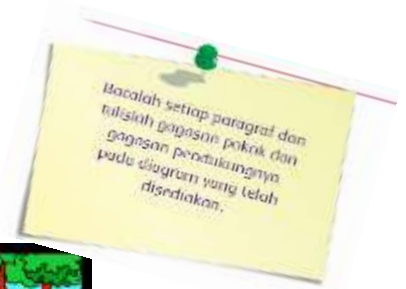 Bacalah setiap paragraf dan
tulislah gagasan pokok dan
gagasan pendukungnya
pada diagram yang telah
disediakan.